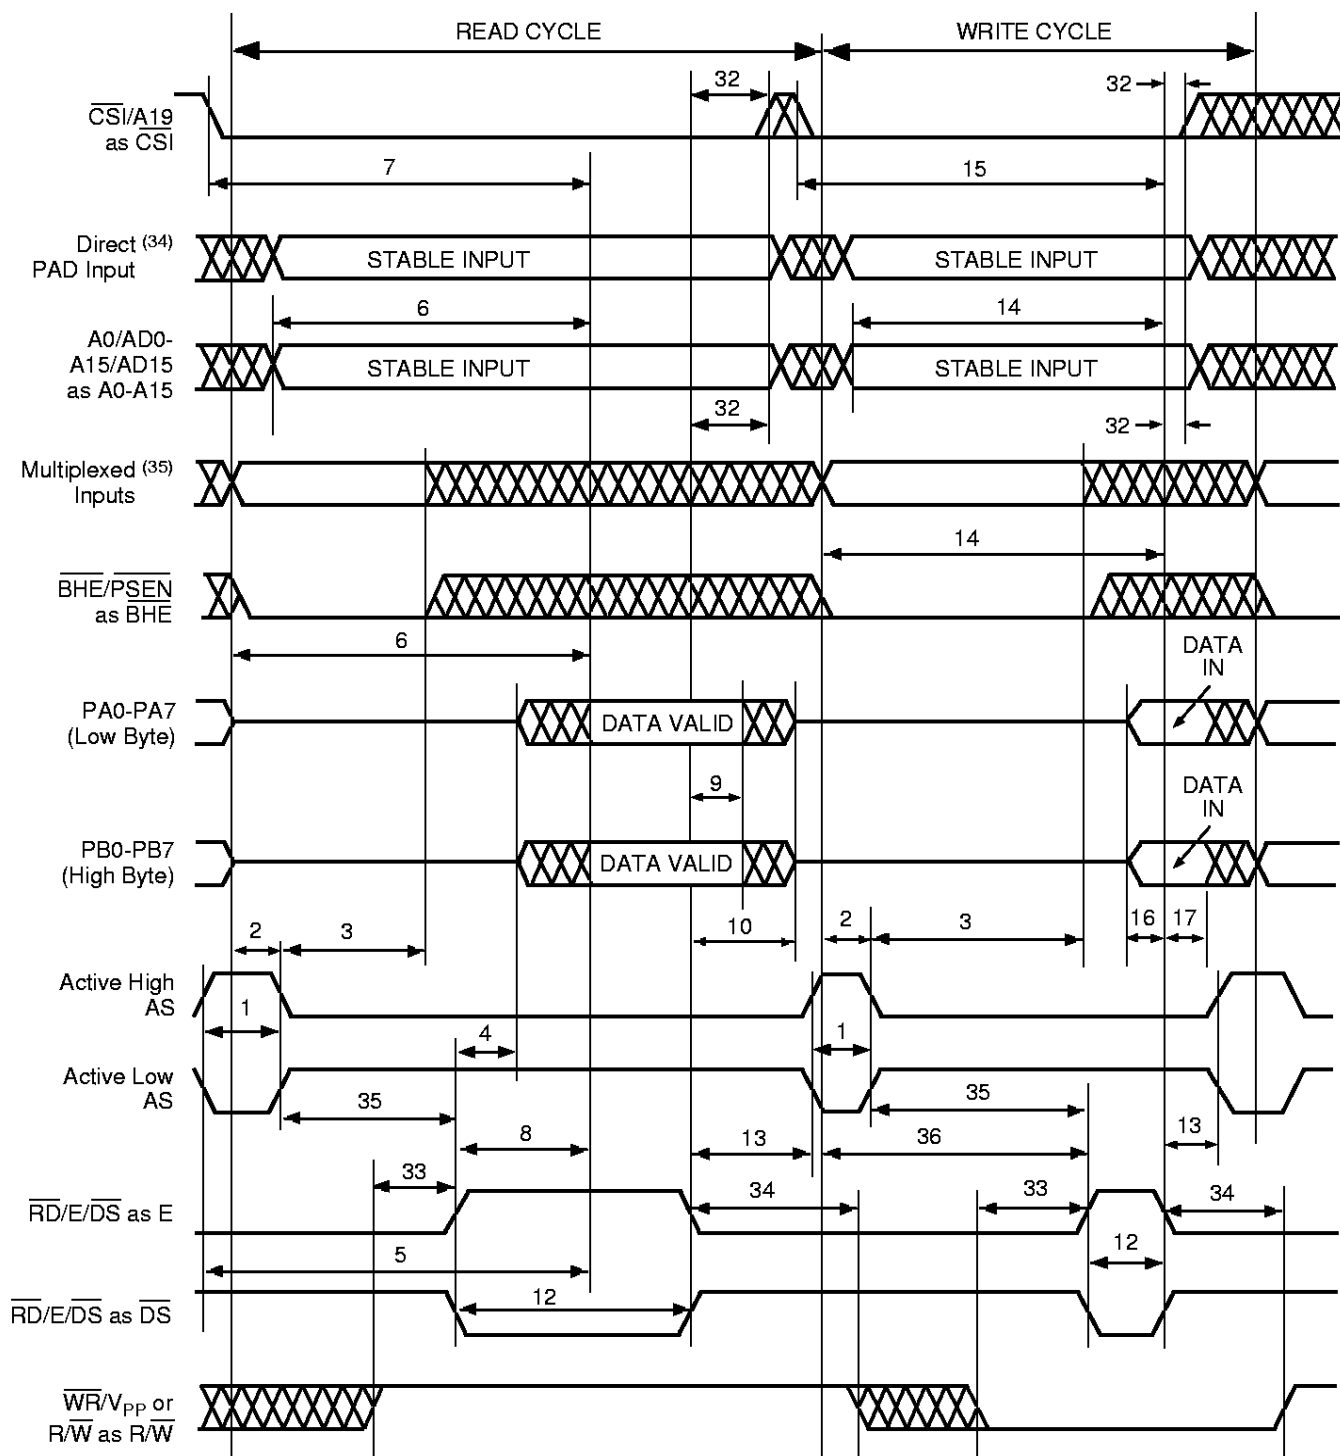 READ CYCLE WRITE CYCLE
32 32
CSI/A19
as CSI
7 15
Direct (34)
PAD Input
STABLE INPUT STABLE INPUT
6 14
A0/AD0-
A15/AD15
as A0-A15
STABLE INPUT STABLE INPUT
32 32
Multiplexed (35)
Inputs
14
BHE/PSEN
as BHE
6
DATA
IN
PA0-PA7
(Low Byte)
DATA VALID
9
DATA
IN
PB0-PB7
(High Byte)
DATA VALID
2 3 10 2 3 16 17
Active High
AS
1 4 1
Active Low
AS
35 35
8 13 36 13
33 34 33 34
RD/E/DS as E
5 12
RD/E/DS as DS
12
WR/VPP or
R/W as R/W